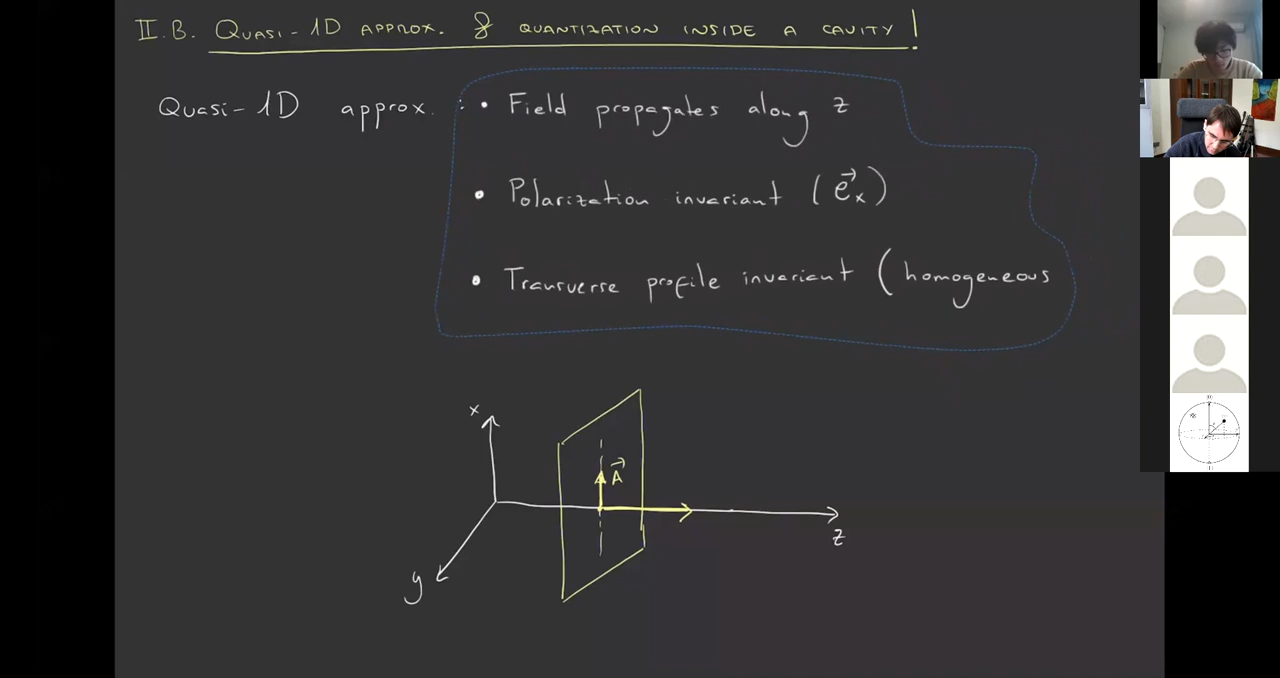 II.B. QUASI-1D APPROX. & QUANTIZATION INSIDE A CAVITY!
Quasi-1D approx. : • Field propagates along z
• Polarization invariant (e⃗ₓ)
• Transverse profile invariant (homogeneous
x
A⃗
z
y